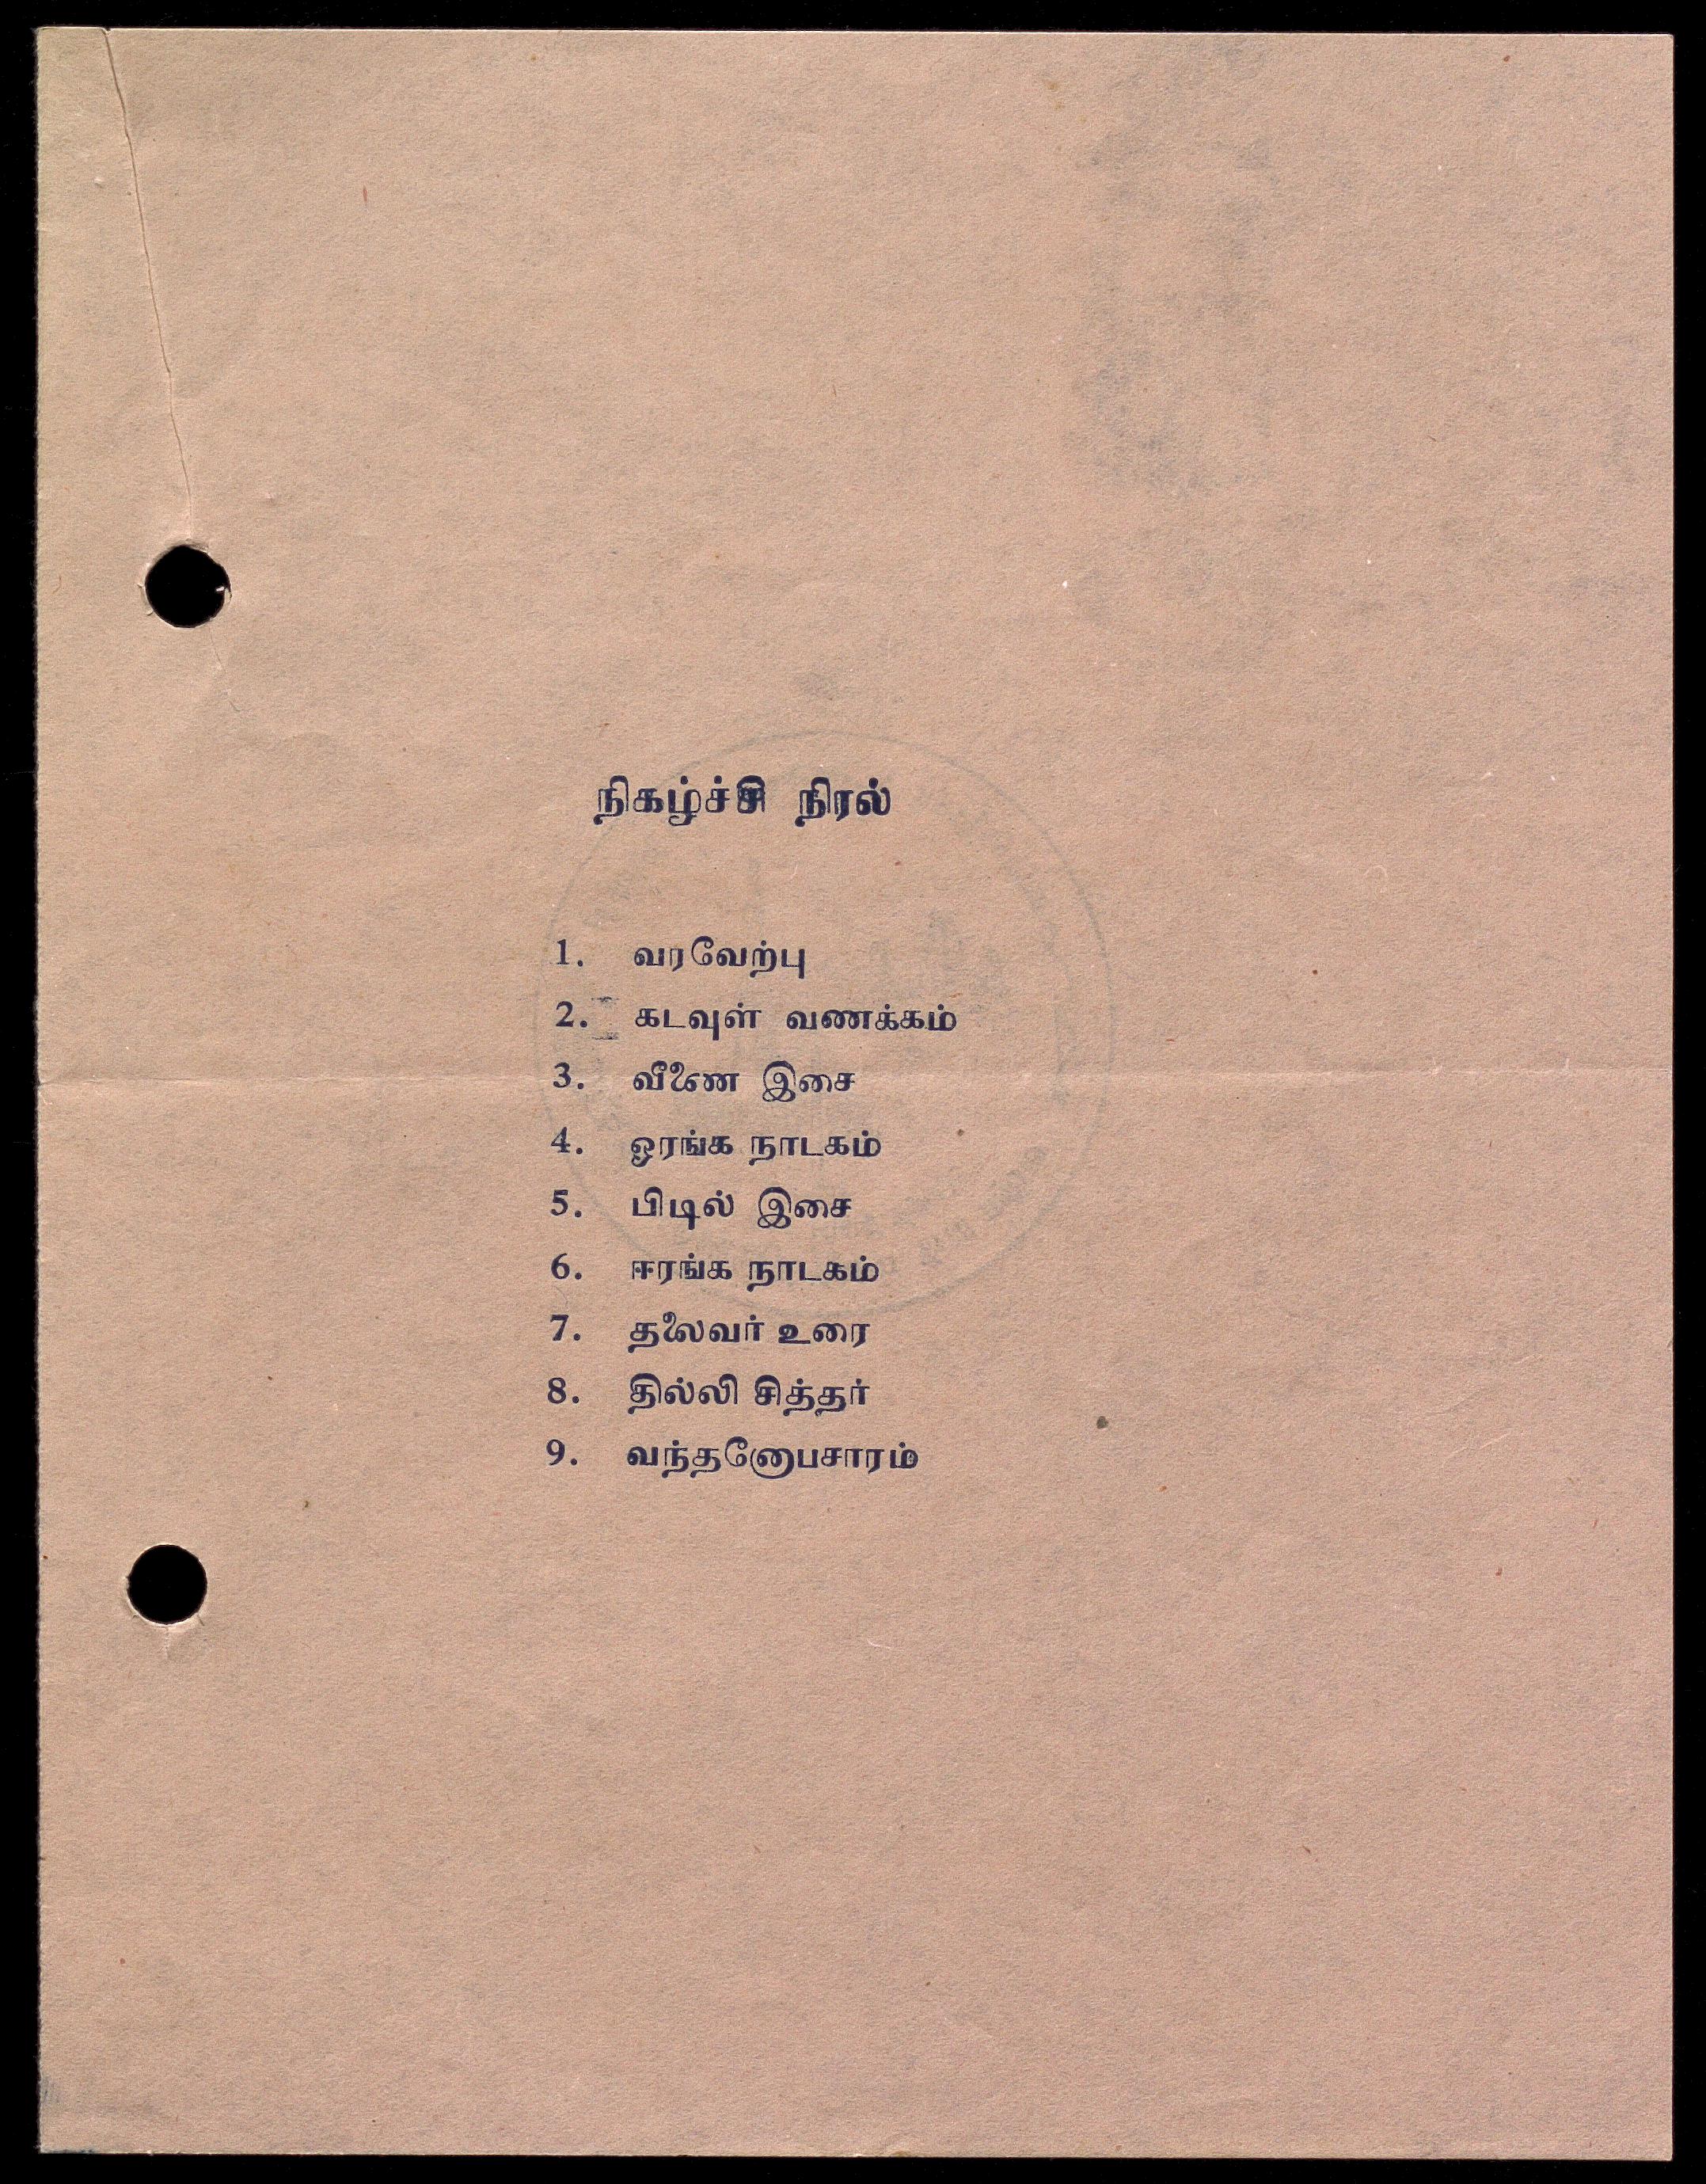 நிகழ்ச்சி நிரல்
1. வரவேற்பு
2. கடவுள் வணக்கம்
3. வீணை இசை
4. ஓரங்க நாடகம்
5. பிடில் இசை
6. ஈரங்க நாடகம்
7. தலைவர் உரை
8. தில்லி சித்தர்
9. வந்தனோபசாரம்